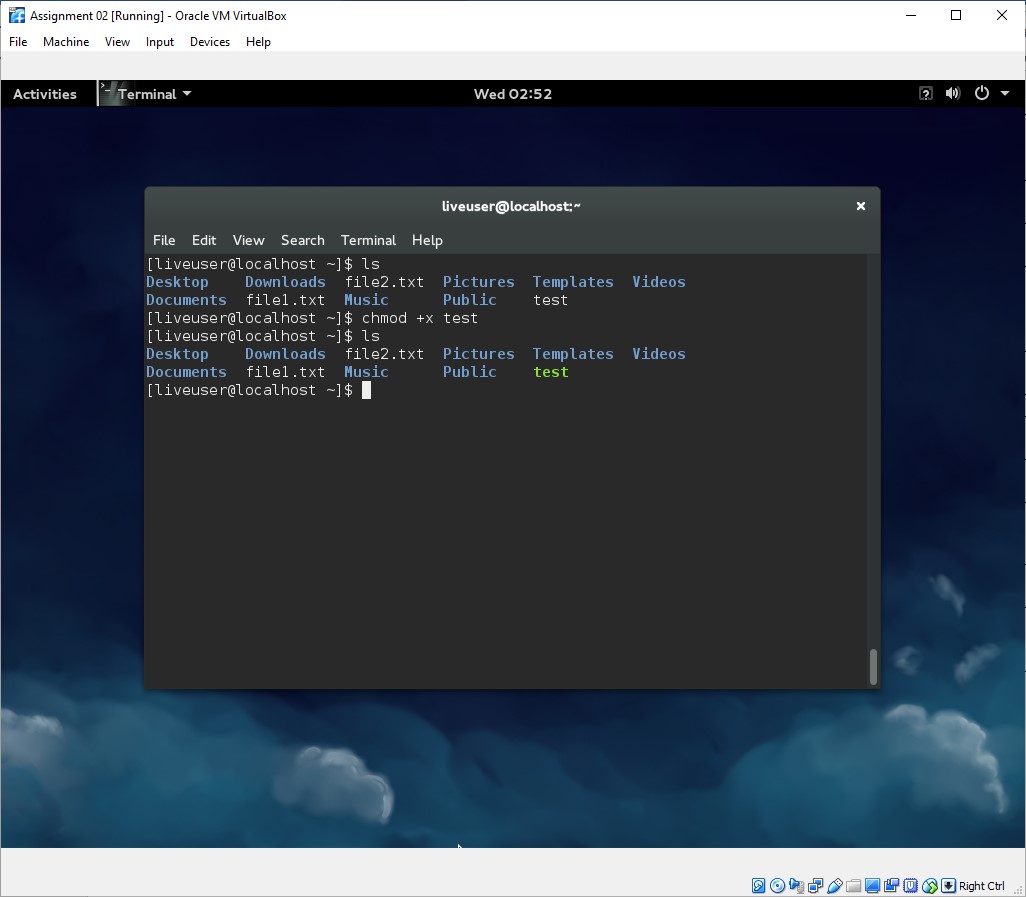 Assignment 02 [Running] - Oracle VM VirtualBox
File Machine View Input Devices Help
Activities Terminal Wed 02:52
liveuser@localhost:~
File Edit View Search Terminal Help
[liveuser@localhost ~]$ ls
Desktop Downloads file2.txt Pictures Templates Videos
Documents file1.txt Music Public test
[liveuser@localhost ~]$ chmod +x test
[liveuser@localhost ~]$ ls
Desktop Downloads file2.txt Pictures Templates Videos
Documents file1.txt Music Public test
[liveuser@localhost ~]$
Right Ctrl